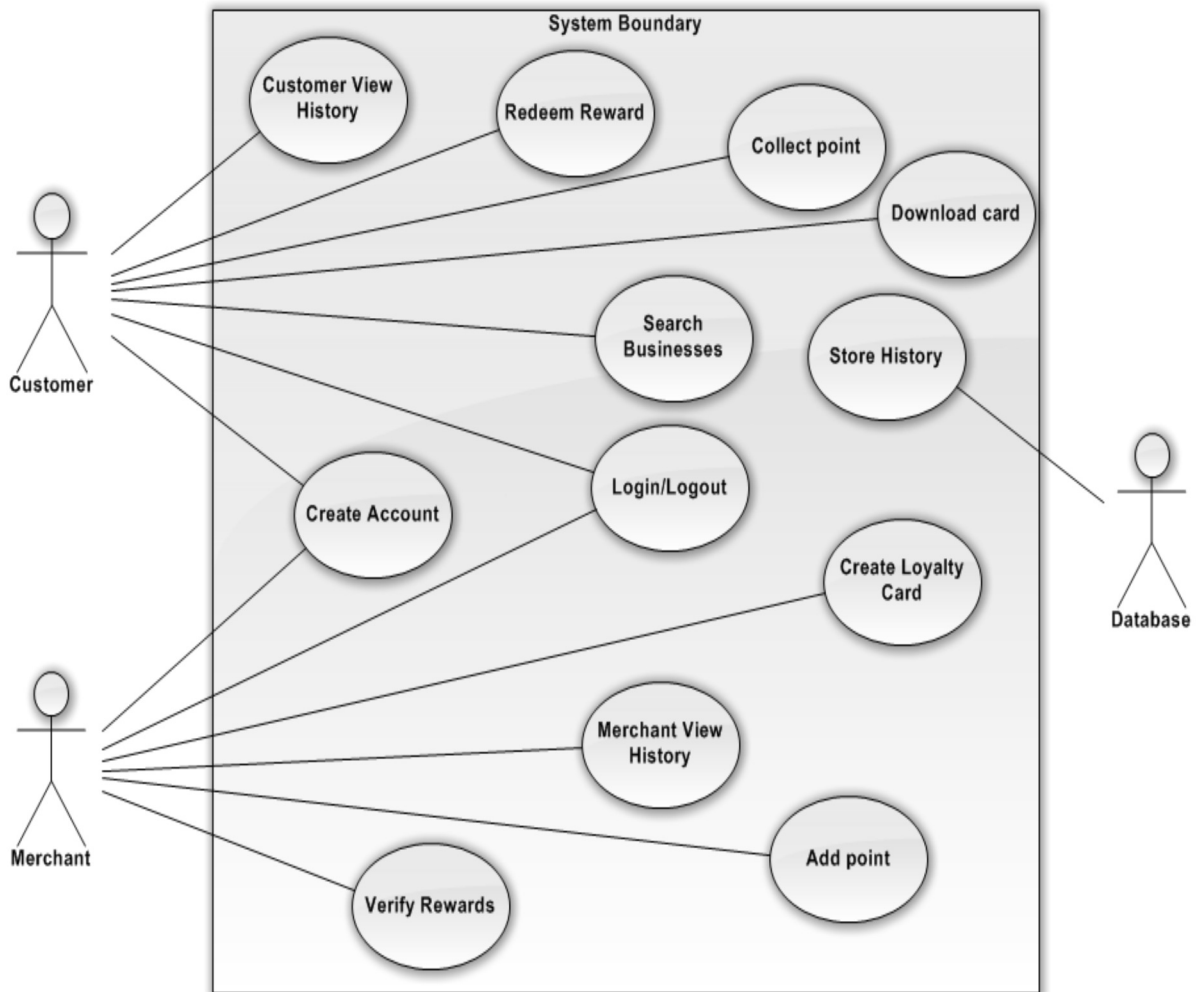 System Boundary
Customer View
History
Redeem Reward
Collect point
Download card
Search
Businesses
Store History
Customer
Create Account
Login/Logout
Create Loyalty
Card
Database
Merchant View
History
Merchant
Add point
Verify Rewards